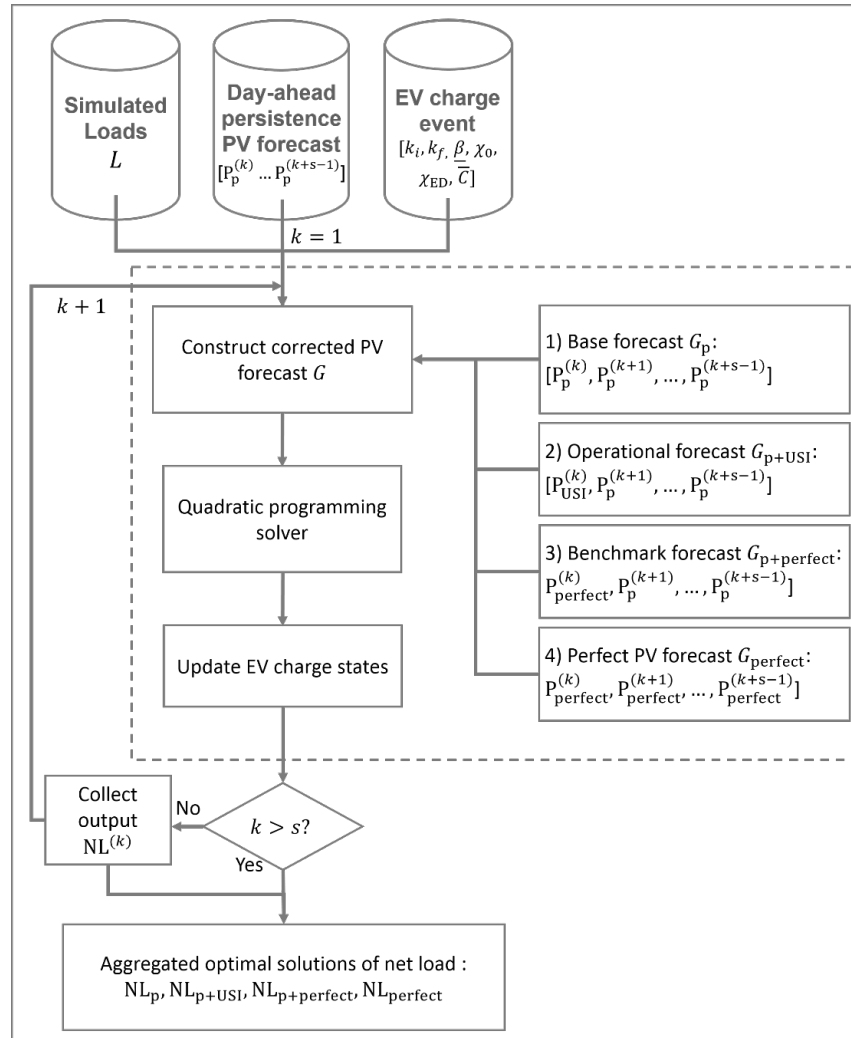 Simulated
Loads
L
Day-ahead
persistence
PV forecast
[P_p^(k) … P_p^(k+s−1)]
EV charge
event
[k_i, k_f, β, χ_0,
χ_ED, C̿]
k = 1
k + 1
Construct corrected PV
forecast G
Quadratic programming
solver
Update EV charge states
1) Base forecast G_p:
[P_p^(k), P_p^(k+1), … , P_p^(k+s−1)]
2) Operational forecast G_p+USI:
[P_USI^(k), P_p^(k+1), … , P_p^(k+s−1)]
3) Benchmark forecast G_p+perfect:
P_perfect^(k), P_p^(k+1), … , P_p^(k+s−1)]
4) Perfect PV forecast G_perfect:
P_perfect^(k), P_perfect^(k+1), … , P_perfect^(k+s−1)]
Collect
output
NL^(k)
No
k > s?
Yes
Aggregated optimal solutions of net load :
NL_p, NL_p+USI, NL_p+perfect, NL_perfect